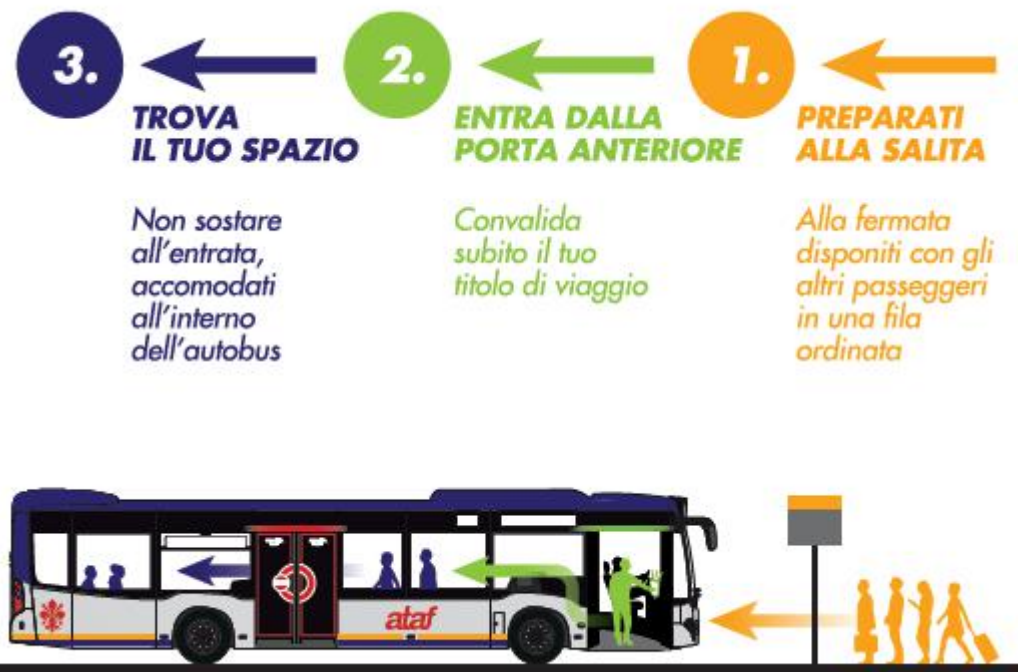 3.
TROVA
IL TUO SPAZIO
Non sostare
all'entrata,
accomodati
all'interno
dell'autobus
2.
ENTRA DALLA
PORTA ANTERIORE
Convalida
subito il tuo
titolo di viaggio
1.
PREPARATI
ALLA SALITA
Alla fermata
disponiti con gli
altri passeggeri
in una fila
ordinata
ataf